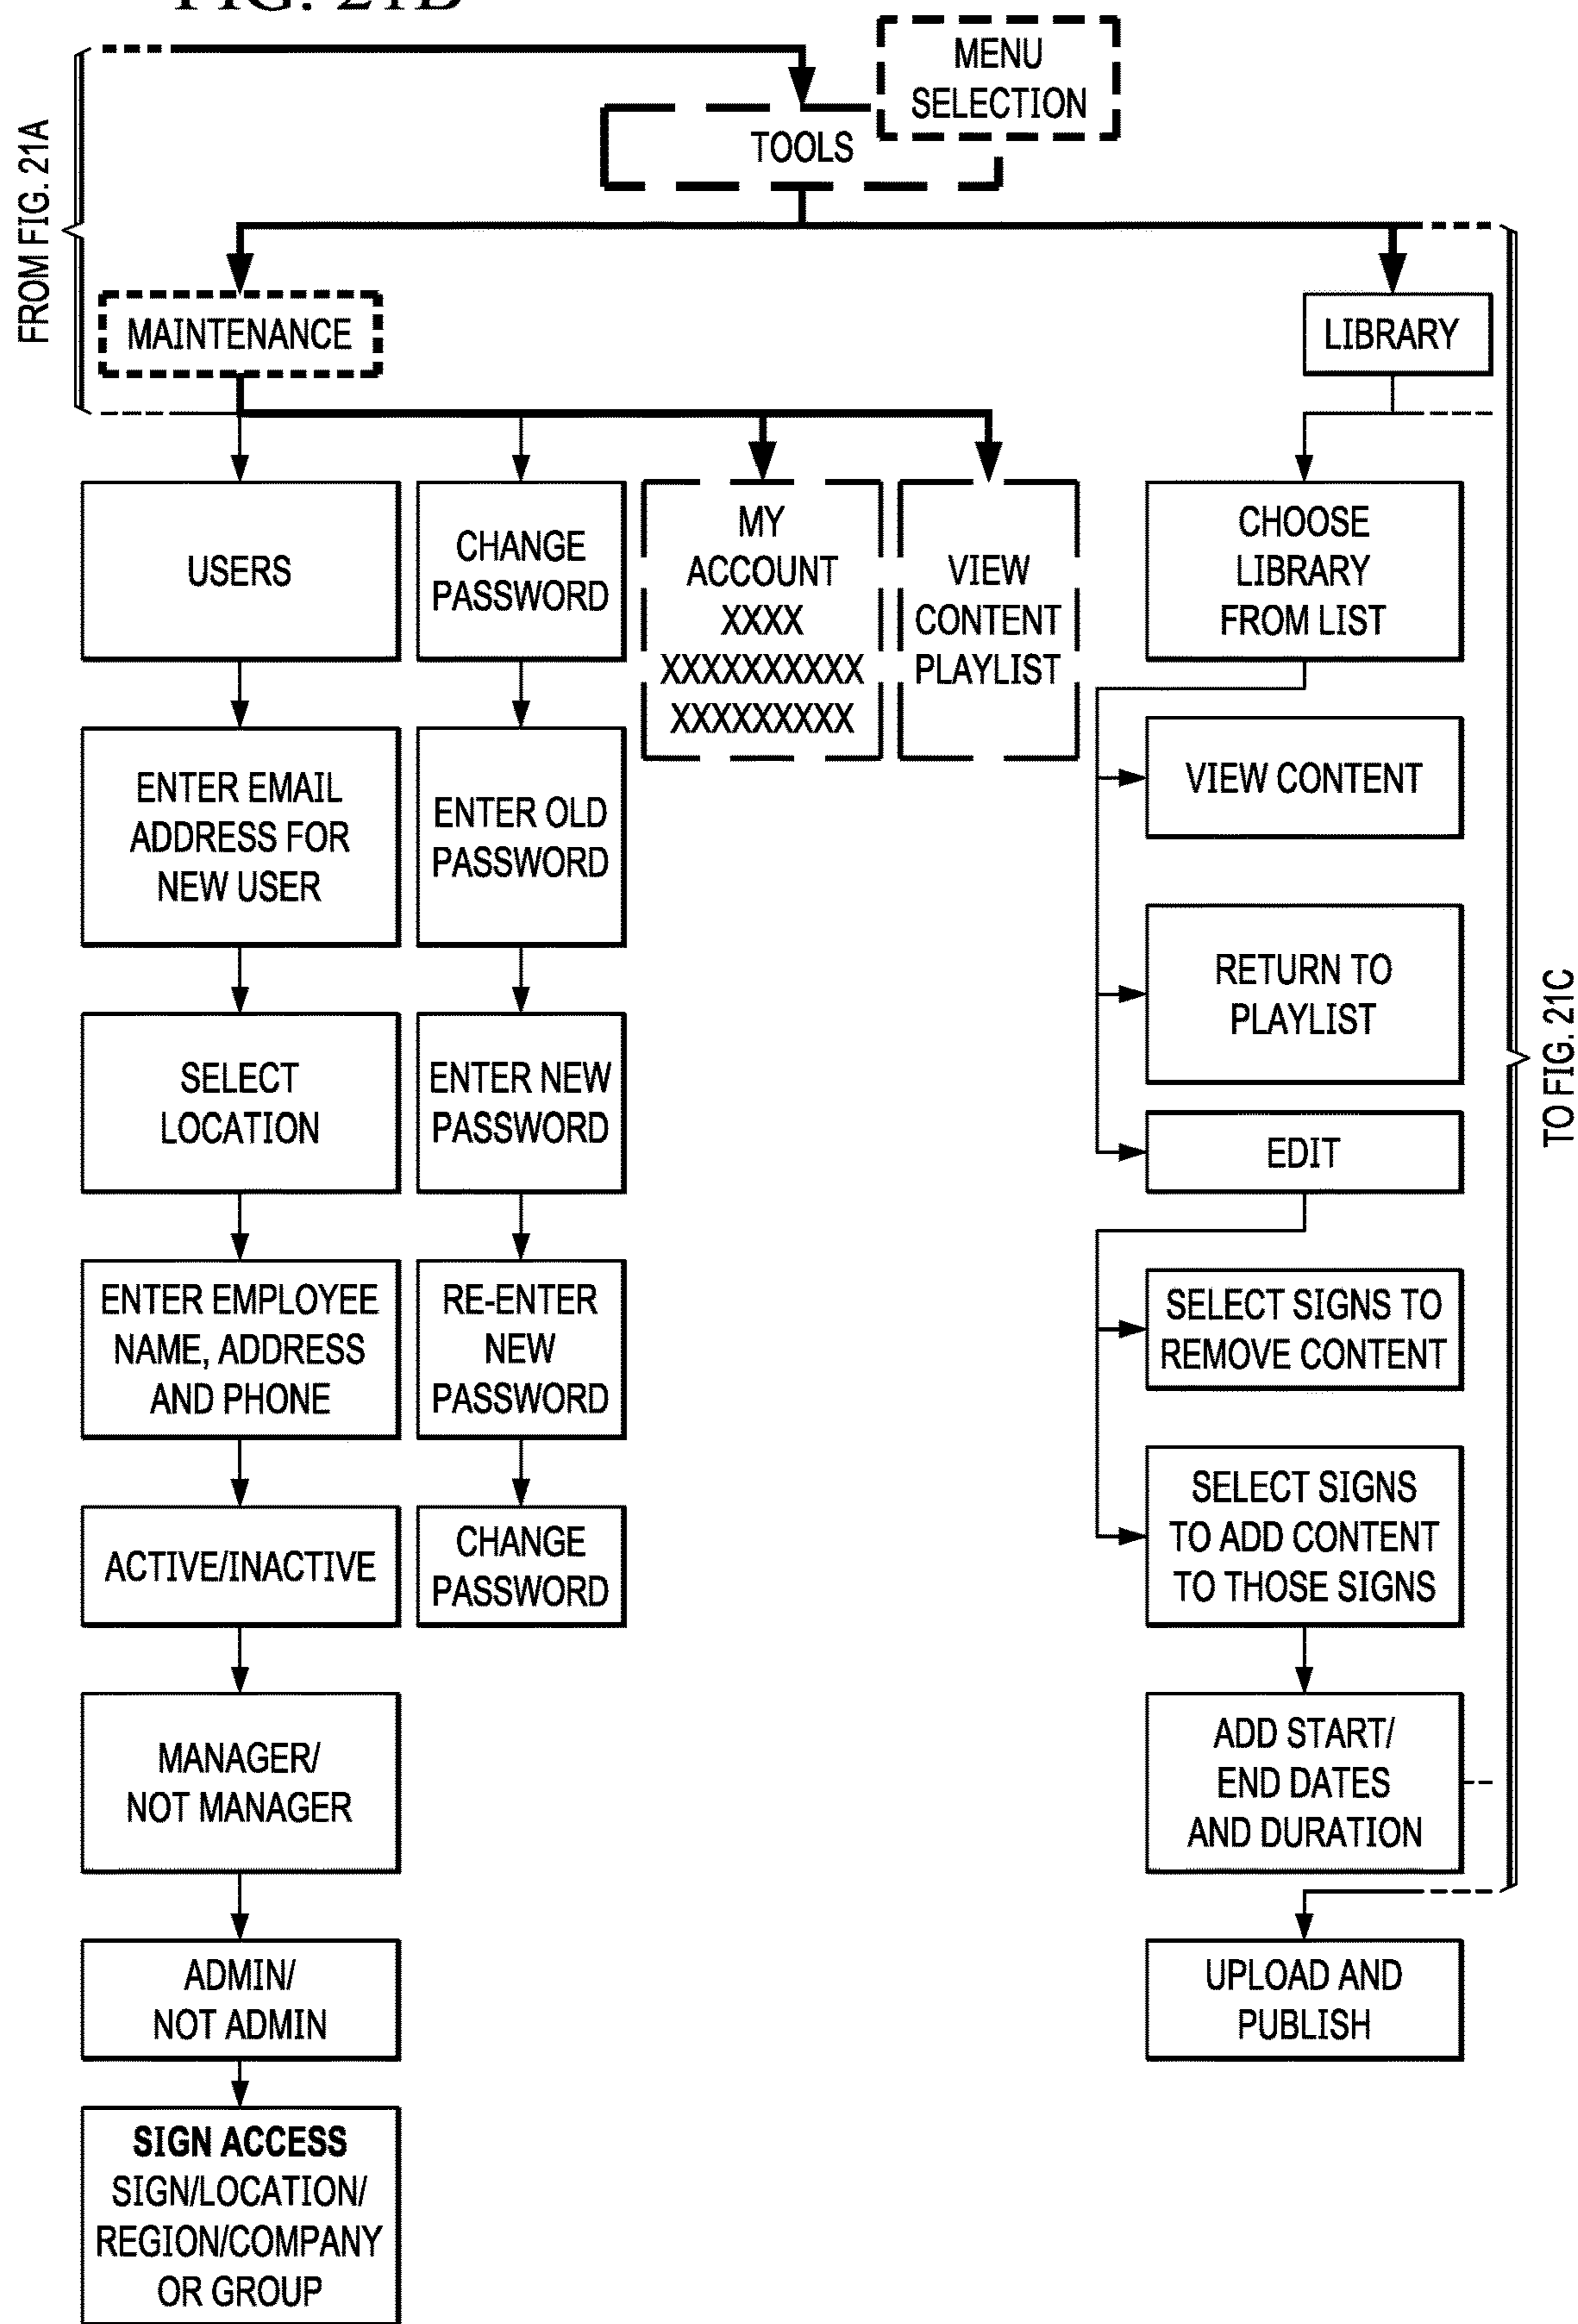 FIG. 21B
FROM FIG. 21A
MENU
SELECTION
TOOLS
MAINTENANCE
LIBRARY
USERS
CHANGE
PASSWORD
MY
ACCOUNT
XXXX
XXXXXXXXXX
XXXXXXXXX
VIEW
CONTENT
PLAYLIST
CHOOSE
LIBRARY
FROM LIST
ENTER EMAIL
ADDRESS FOR
NEW USER
ENTER OLD
PASSWORD
VIEW CONTENT
RETURN TO
PLAYLIST
TO FIG. 21C
SELECT
LOCATION
ENTER NEW
PASSWORD
EDIT
ENTER EMPLOYEE
NAME, ADDRESS
AND PHONE
RE-ENTER
NEW
PASSWORD
SELECT SIGNS TO
REMOVE CONTENT
ACTIVE/INACTIVE
CHANGE
PASSWORD
SELECT SIGNS
TO ADD CONTENT
TO THOSE SIGNS
MANAGER/
NOT MANAGER
ADD START/
END DATES
AND DURATION
ADMIN/
NOT ADMIN
UPLOAD AND
PUBLISH
SIGN ACCESS
SIGN/LOCATION/
REGION/COMPANY
OR GROUP